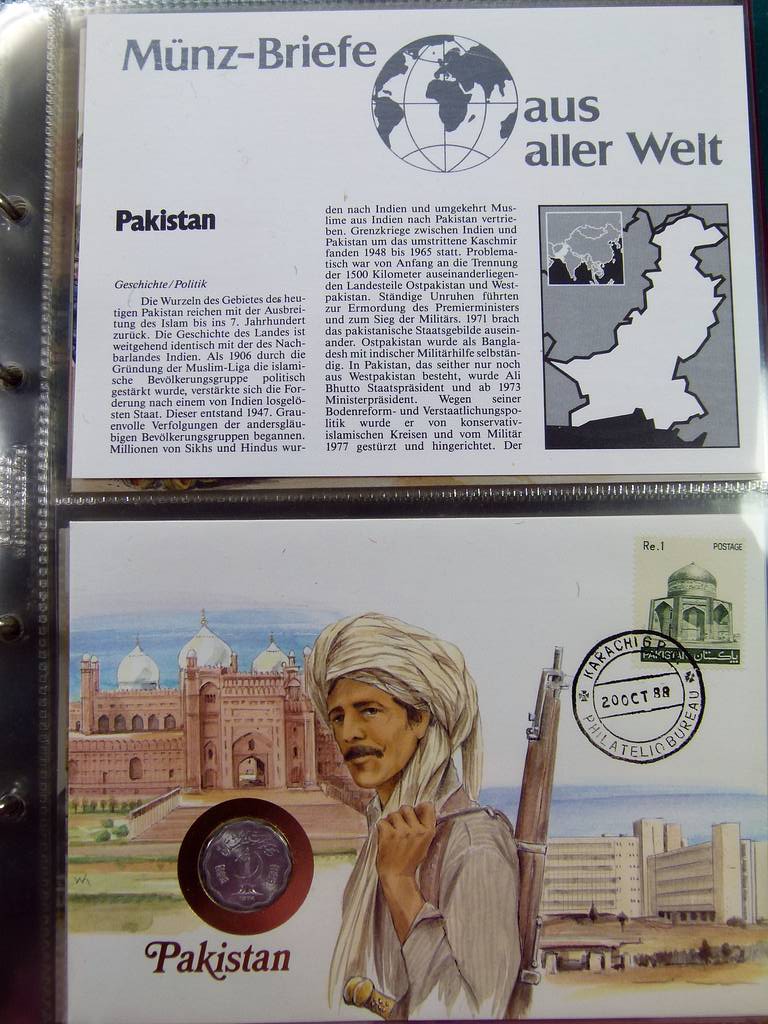 Münz-Briefe
aus
aller Welt
Pakistan
Geschichte/Politik
Die Wurzeln des Gebietes des heu-
tigen Pakistan reichen mit der Ausbrei-
tung des Islam bis ins 7. Jahrhundert
zurück. Die Geschichte des Landes ist
weitgehend identisch mit der des Nach-
barlandes Indien. Als 1906 durch die
Gründung der Muslim-Liga die islami-
sche Bevölkerungsgruppe politisch
gestärkt wurde, verstärkte sich die For-
derung nach einem von Indien losgelö-
sten Staat. Dieser entstand 1947. Grau-
envolle Verfolgungen der andersgläu-
bigen Bevölkerungsgruppen begannen.
Millionen von Sikhs und Hindus wur-
den nach Indien und umgekehrt Mus-
lime aus Indien nach Pakistan vertrie-
ben. Grenzkriege zwischen Indien und
Pakistan um das umstrittene Kaschmir
fanden 1948 bis 1965 statt. Problema-
tisch war von Anfang an die Trennung
der 1500 Kilometer auseinanderliegen-
den Landesteile Ostpakistan und West-
pakistan. Ständige Unruhen führten
zur Ermordung des Premierministers
und zum Sieg der Militärs. 1971 brach
das pakistanische Staatsgebilde ausein-
ander. Ostpakistan wurde als Bangla-
desh mit indischer Militärhilfe selbstän-
dig. In Pakistan, das seither nur noch
aus Westpakistan besteht, wurde Ali
Bhutto Staatspräsident und ab 1973
Ministerpräsident. Wegen seiner
Bodenreform- und Verstaatlichungspo-
litik wurde er von konservativ-
islamischen Kreisen und vom Militär
1977 gestürzt und hingerichtet. Der
Re.1 POSTAGE
PAKISTAN پاکستان
KARACHI G.P.
20 OCT 88
PHILATELIC BUREAU
Pakistan